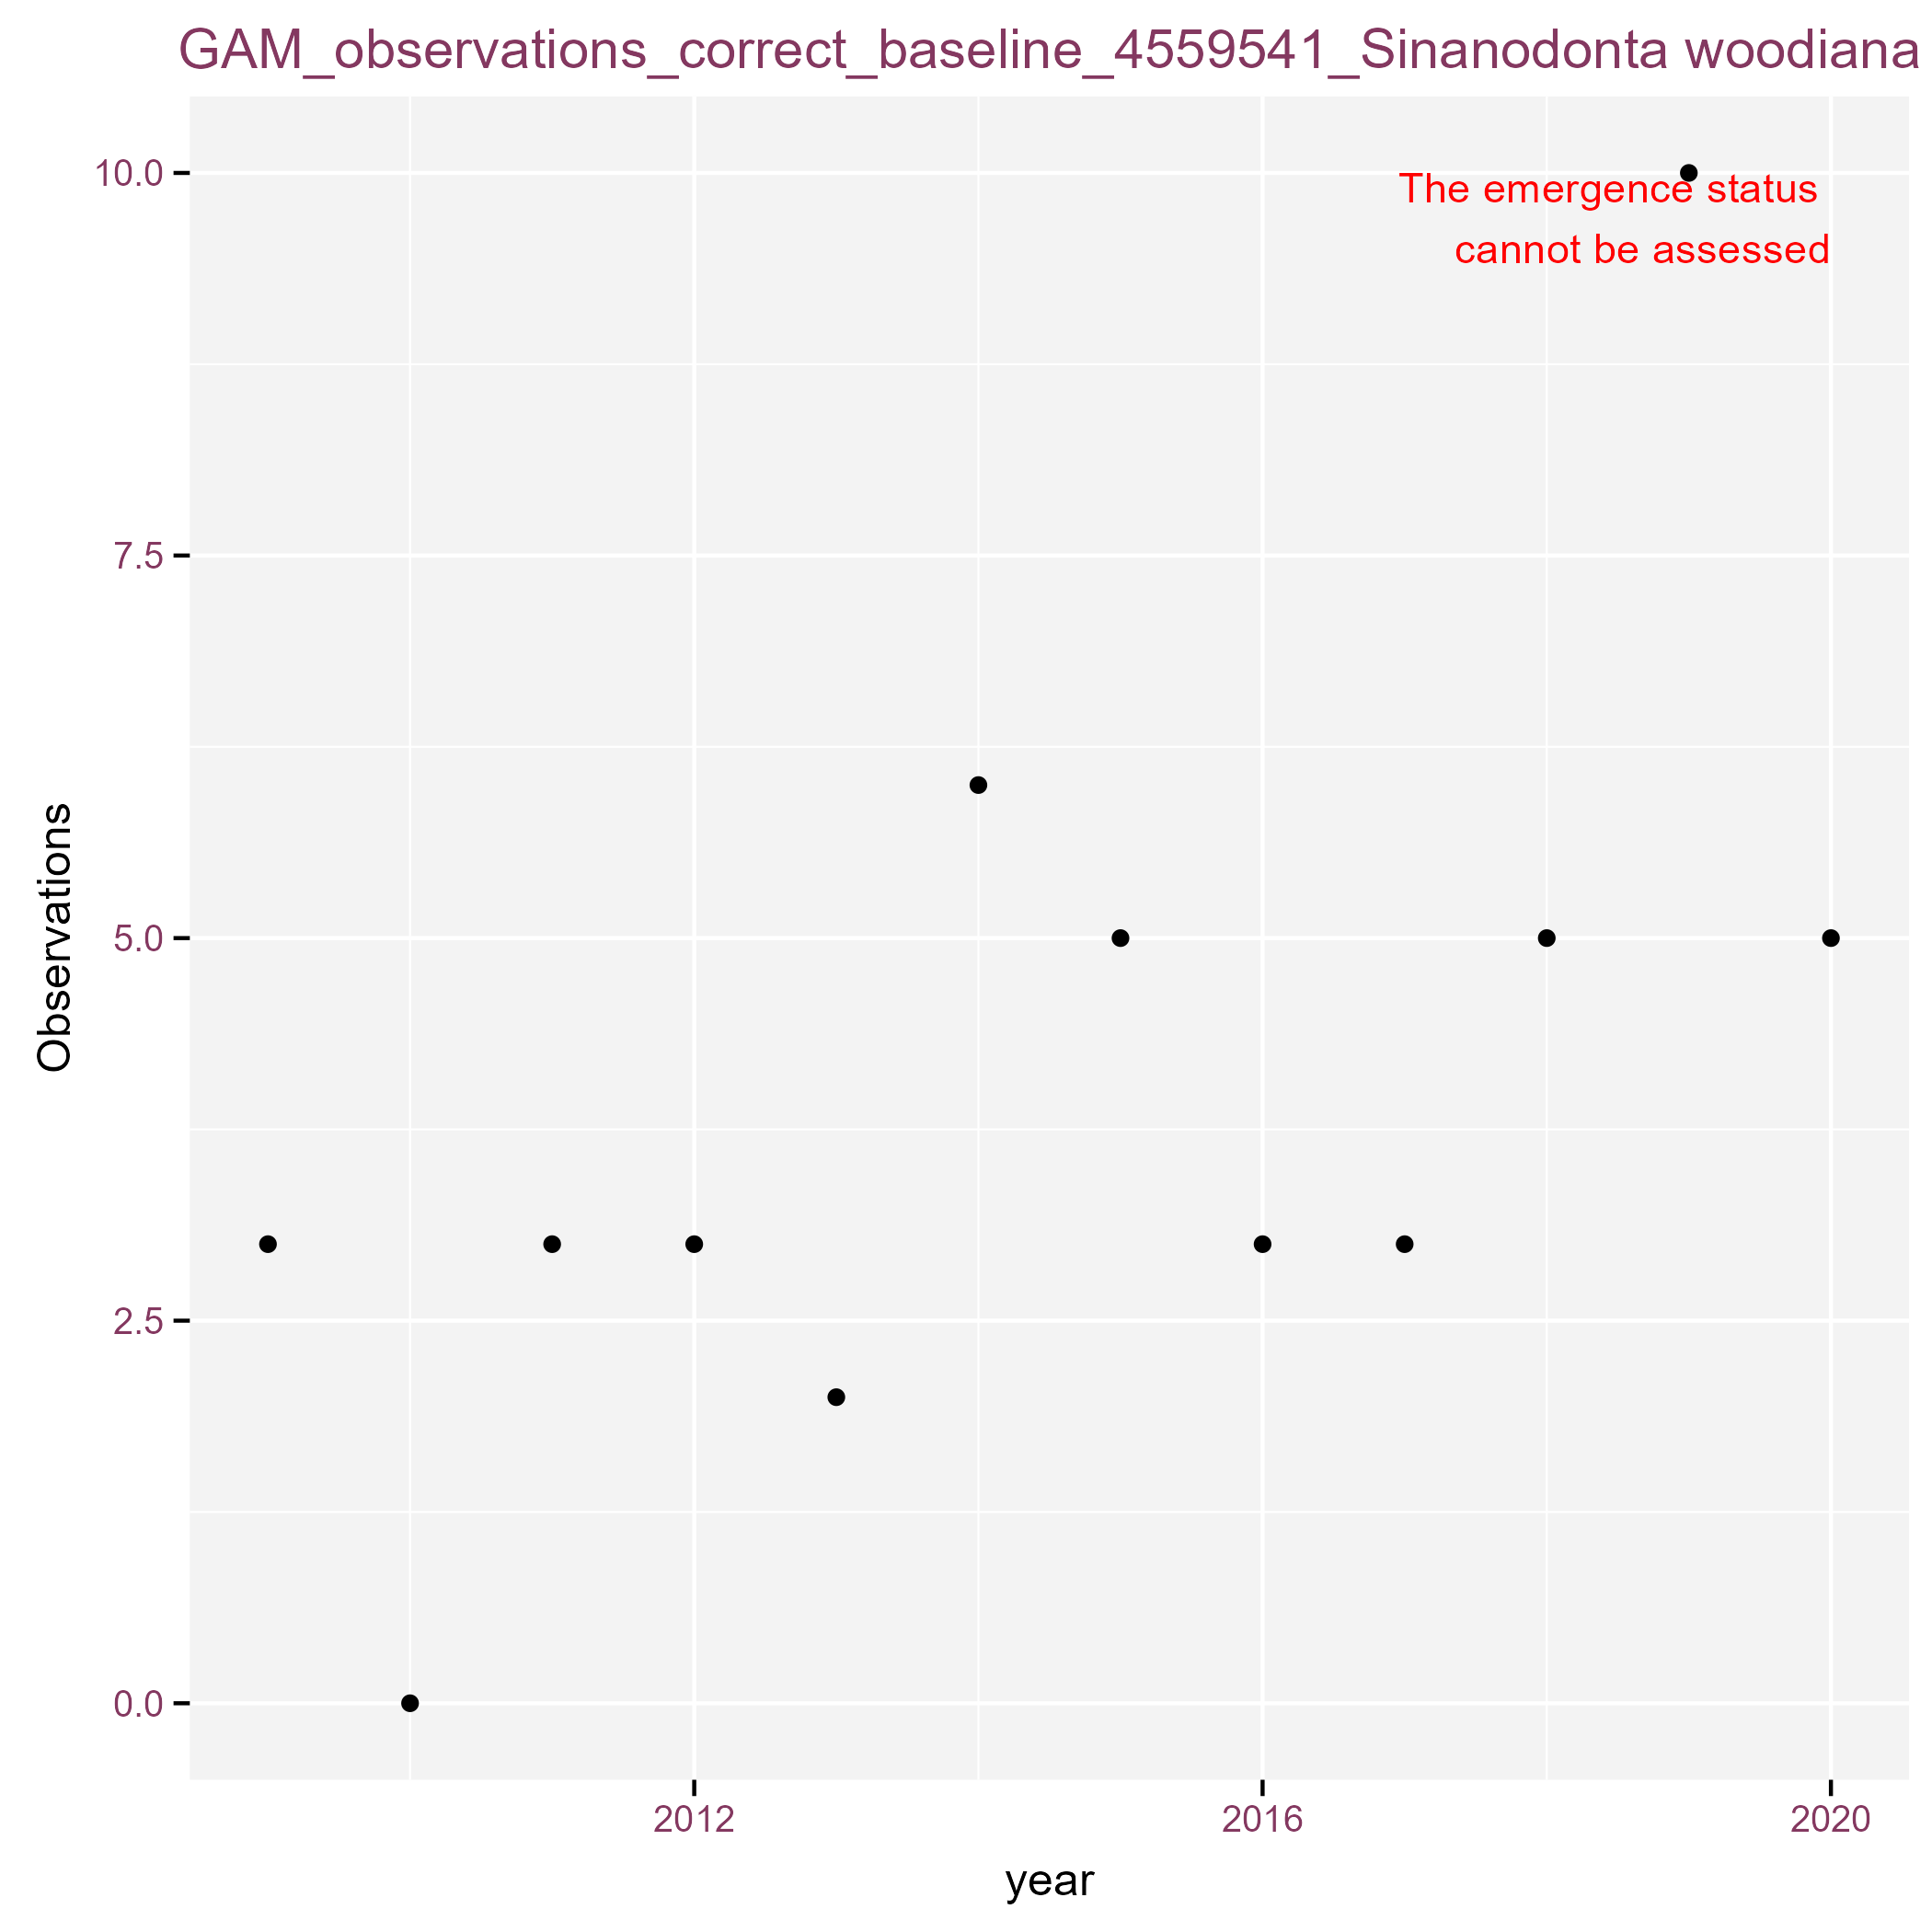 GAM_observations_correct_baseline_4559541_Sinanodonta woodiana
10.0
The emergence status
cannot be assessed
7.5
5.0
Observations
2.5
0.0
2012 2016 2020
year